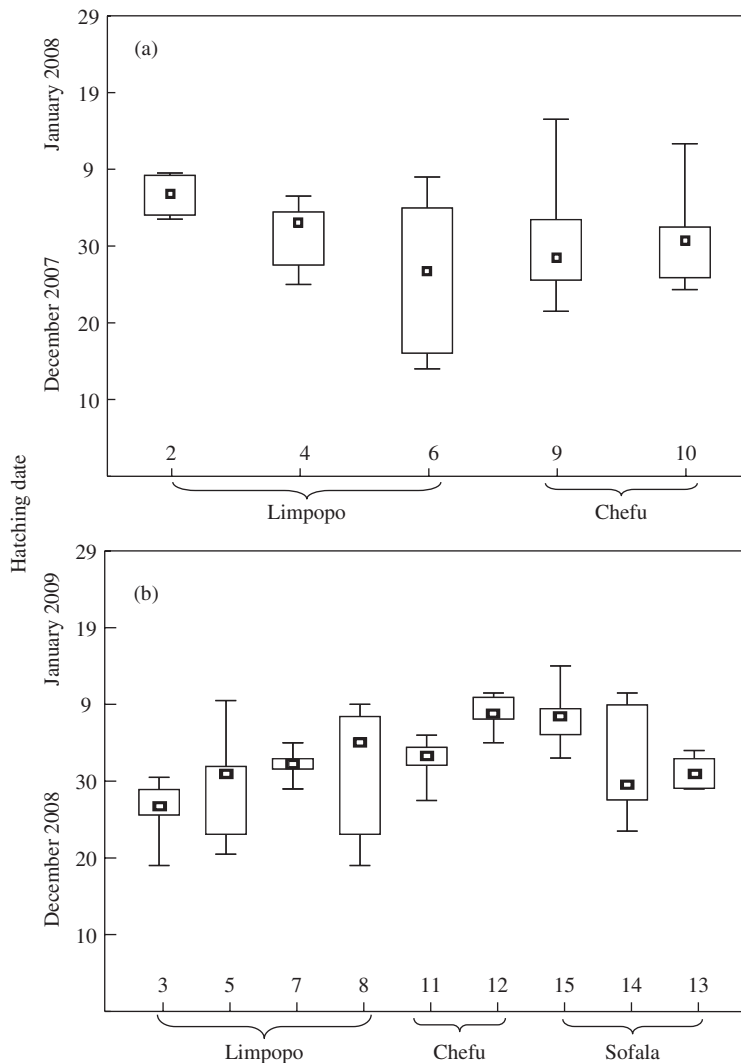 Hatching date
January 2008
December 2007
29
19
9
30
20
10
(a)
2 4 6 9 10
Limpopo Chefu
January 2009
December 2008
29
19
9
30
20
10
(b)
3 5 7 8 11 12 15 14 13
Limpopo Chefu Sofala